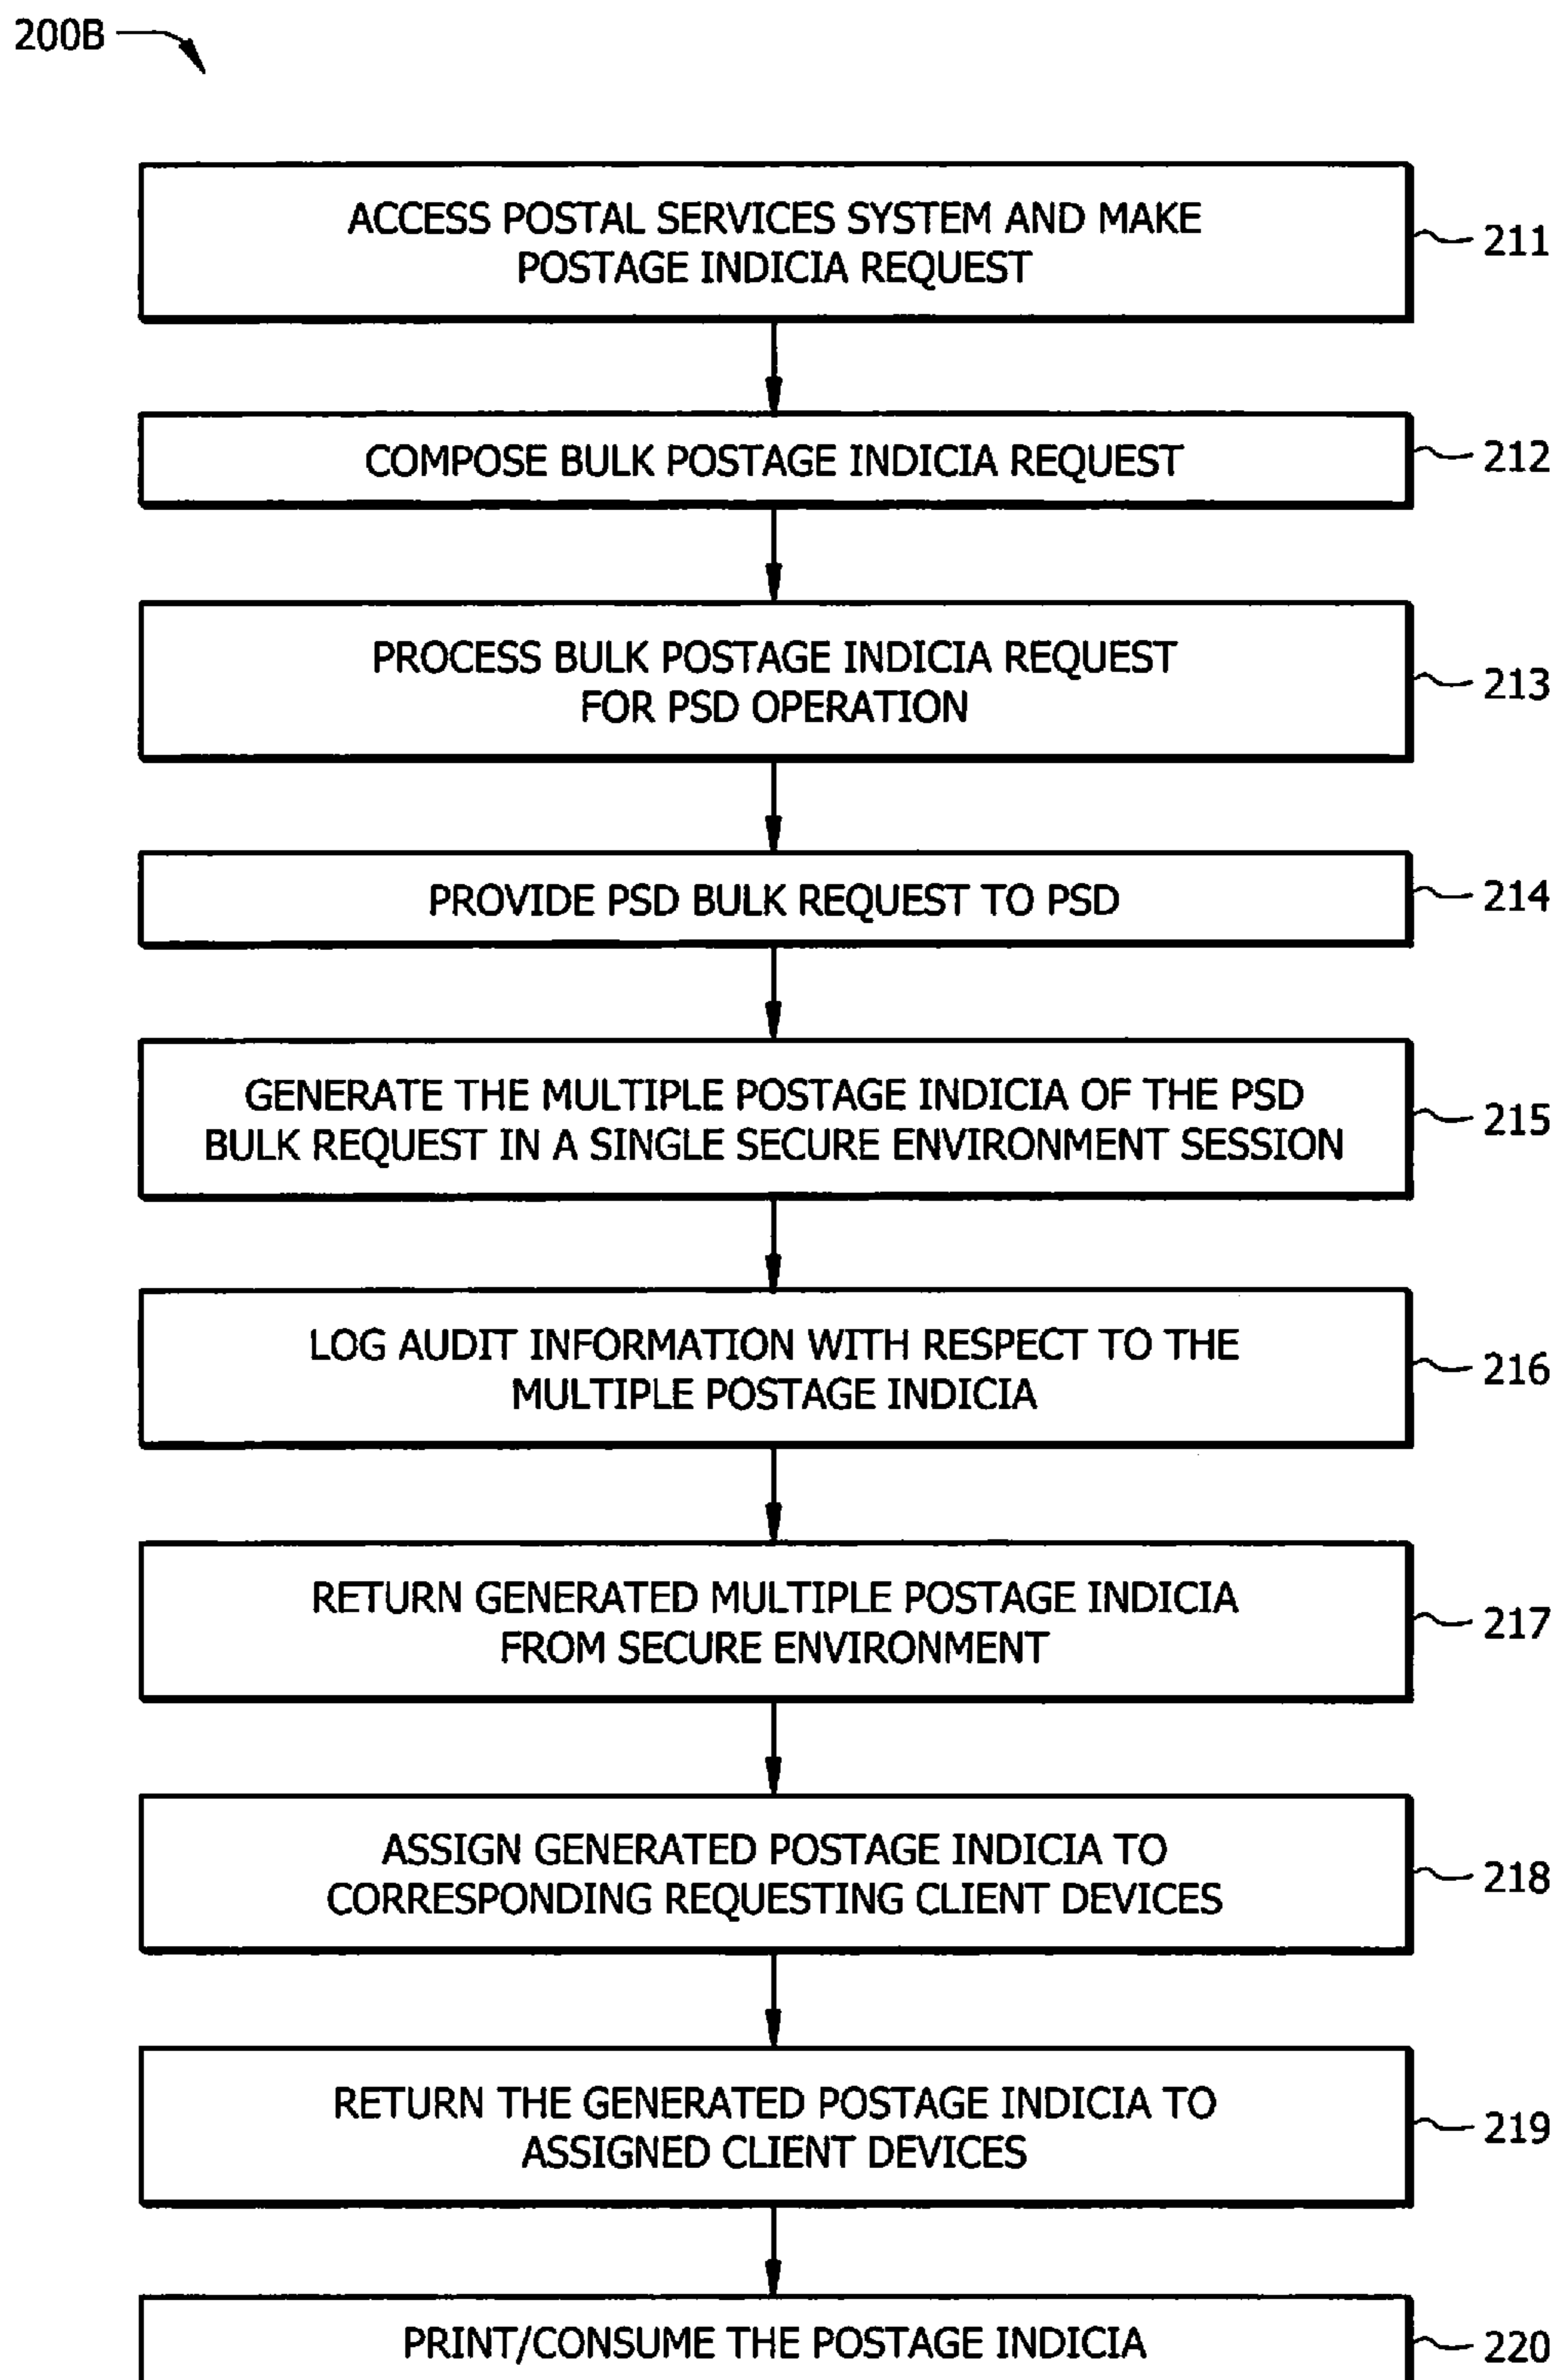 200B
ACCESS POSTAL SERVICES SYSTEM AND MAKE
POSTAGE INDICIA REQUEST
211
COMPOSE BULK POSTAGE INDICIA REQUEST
212
PROCESS BULK POSTAGE INDICIA REQUEST
FOR PSD OPERATION
213
PROVIDE PSD BULK REQUEST TO PSD
214
GENERATE THE MULTIPLE POSTAGE INDICIA OF THE PSD
BULK REQUEST IN A SINGLE SECURE ENVIRONMENT SESSION
215
LOG AUDIT INFORMATION WITH RESPECT TO THE
MULTIPLE POSTAGE INDICIA
216
RETURN GENERATED MULTIPLE POSTAGE INDICIA
FROM SECURE ENVIRONMENT
217
ASSIGN GENERATED POSTAGE INDICIA TO
CORRESPONDING REQUESTING CLIENT DEVICES
218
RETURN THE GENERATED POSTAGE INDICIA TO
ASSIGNED CLIENT DEVICES
219
PRINT/CONSUME THE POSTAGE INDICIA
220